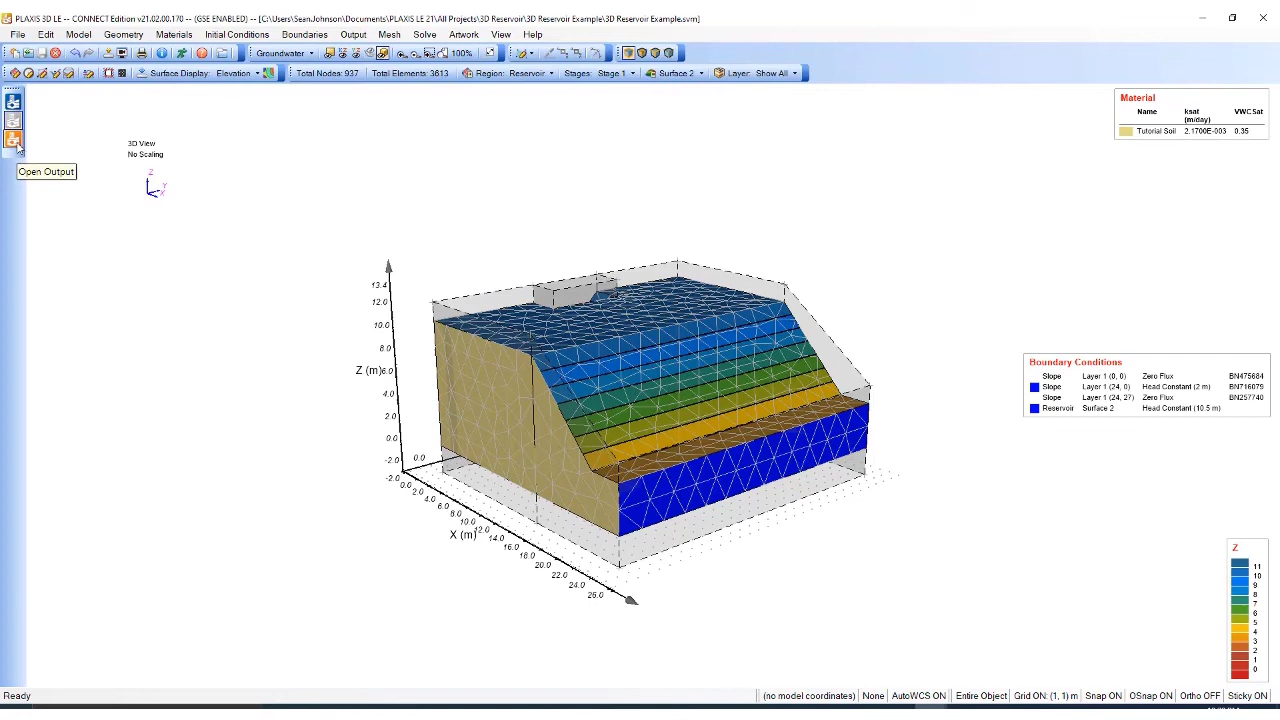 PLAXIS 3D LE -- CONNECT Edition v21.02.00.170 -- (GSE ENABLED) -- [C:\Users\SeanJohnson\Documents\PLAXIS LE 21\All Projects\3D Reservoir\3D Reservoir Example\3D Reservoir Example.svm]
File Edit Model Geometry Materials Initial Conditions Boundaries Output Mesh Solve Artwork View Help
Groundwater 100%
Surface Display: Elevation Total Nodes: 937 Total Elements: 3613 Region: Reservoir Stages: Stage 1 Surface 2 Layer: Show All
Open Output
3D View
No Scaling
Z
Y
X
Material
Name ksat (m/day) VWC Sat
Tutorial Soil 2.1700E-003 0.35
13.4
12.0
10.0
8.0
Z (m) 6.0
4.0
2.0
0.0
-2.0
0.0
-2.0
0.0
2.0
4.0
6.0
8.0
10.0
X (m)
12.0
14.0
16.0
18.0
20.0
22.0
24.0
26.0
Boundary Conditions
Slope Layer 1 (0, 0) Zero Flux BN475684
Slope Layer 1 (24, 0) Head Constant (2 m) BN716079
Slope Layer 1 (24, 27) Zero Flux BN257740
Reservoir Surface 2 Head Constant (10.5 m)
Z
11
10
9
8
7
6
5
4
3
2
1
0
Ready (no model coordinates) None AutoWCS ON Entire Object Grid ON: (1, 1) m Snap ON OSnap ON Ortho OFF Sticky ON